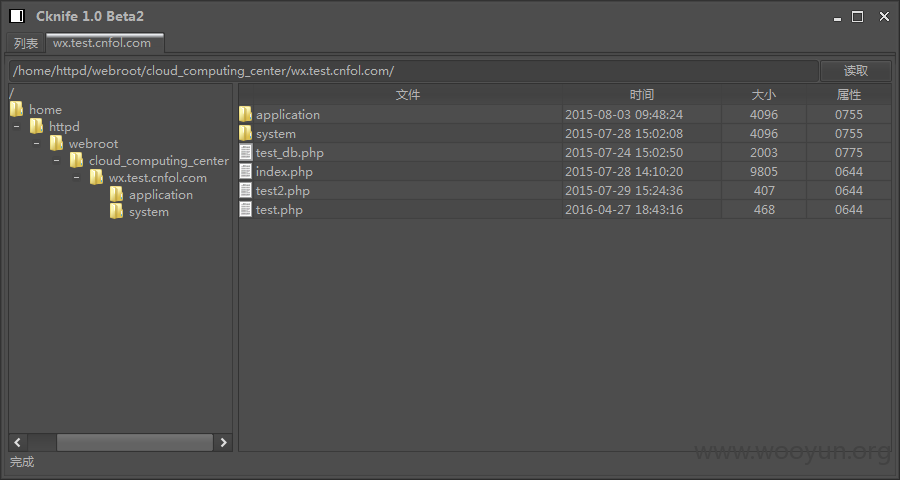 Cknife 1.0 Beta2
列表 wx.test.cnfol.com
/home/httpd/webroot/cloud_computing_center/wx.test.cnfol.com/ 读取
/
home
httpd
webroot
cloud_computing_center
wx.test.cnfol.com
application
system
文件 时间 大小 属性
application 2015-08-03 09:48:24 4096 0755
system 2015-07-28 15:02:08 4096 0755
test_db.php 2015-07-24 15:02:50 2003 0775
index.php 2015-07-28 14:10:20 9805 0644
test2.php 2015-07-29 15:24:36 407 0644
test.php 2016-04-27 18:43:16 468 0644
www.wooyun.org
完成